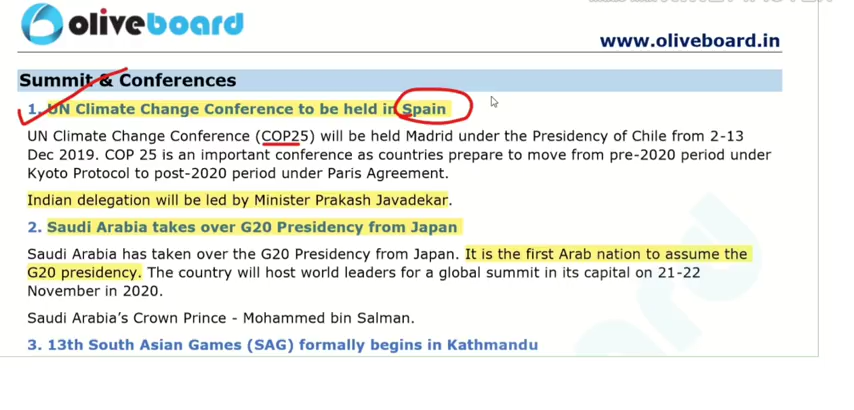 oliveboard
www.oliveboard.in
Summit & Conferences
1. UN Climate Change Conference to be held in Spain
UN Climate Change Conference (COP25) will be held Madrid under the Presidency of Chile from 2-13
Dec 2019. COP 25 is an important conference as countries prepare to move from pre-2020 period under
Kyoto Protocol to post-2020 period under Paris Agreement.
Indian delegation will be led by Minister Prakash Javadekar.
2. Saudi Arabia takes over G20 Presidency from Japan
Saudi Arabia has taken over the G20 Presidency from Japan. It is the first Arab nation to assume the
G20 presidency. The country will host world leaders for a global summit in its capital on 21-22
November in 2020.
Saudi Arabia's Crown Prince - Mohammed bin Salman.
3. 13th South Asian Games (SAG) formally begins in Kathmandu